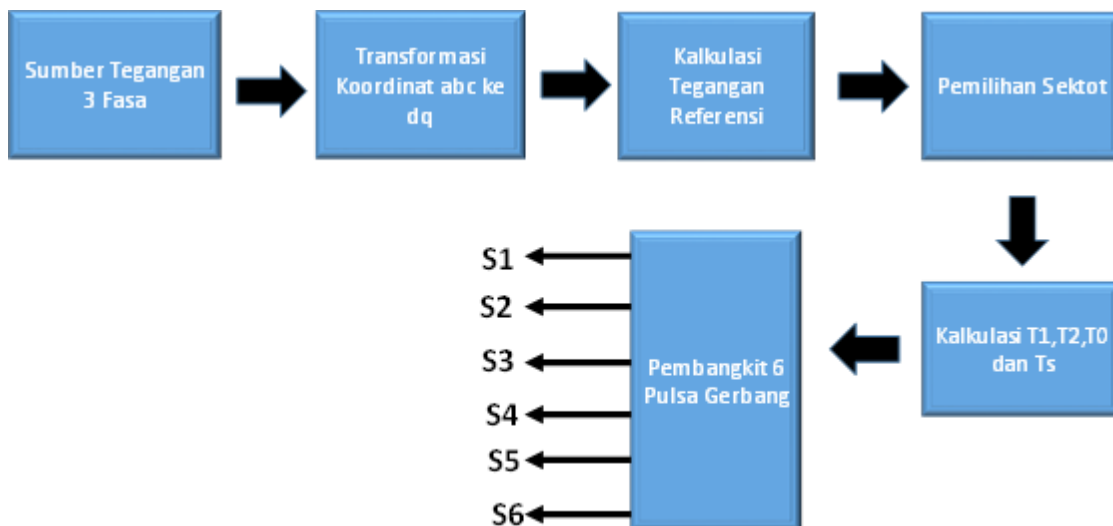 Sumber Tegangan
3 Fasa
Transformasi
Koordinat abc ke
dq
Kalkulasi
Tegangan
Referensi
Pemilihan Sektot
Kalkulasi T1,T2,T0
dan Ts
Pembangkit 6
Pulsa Gerbang
S1
S2
S3
S4
S5
S6